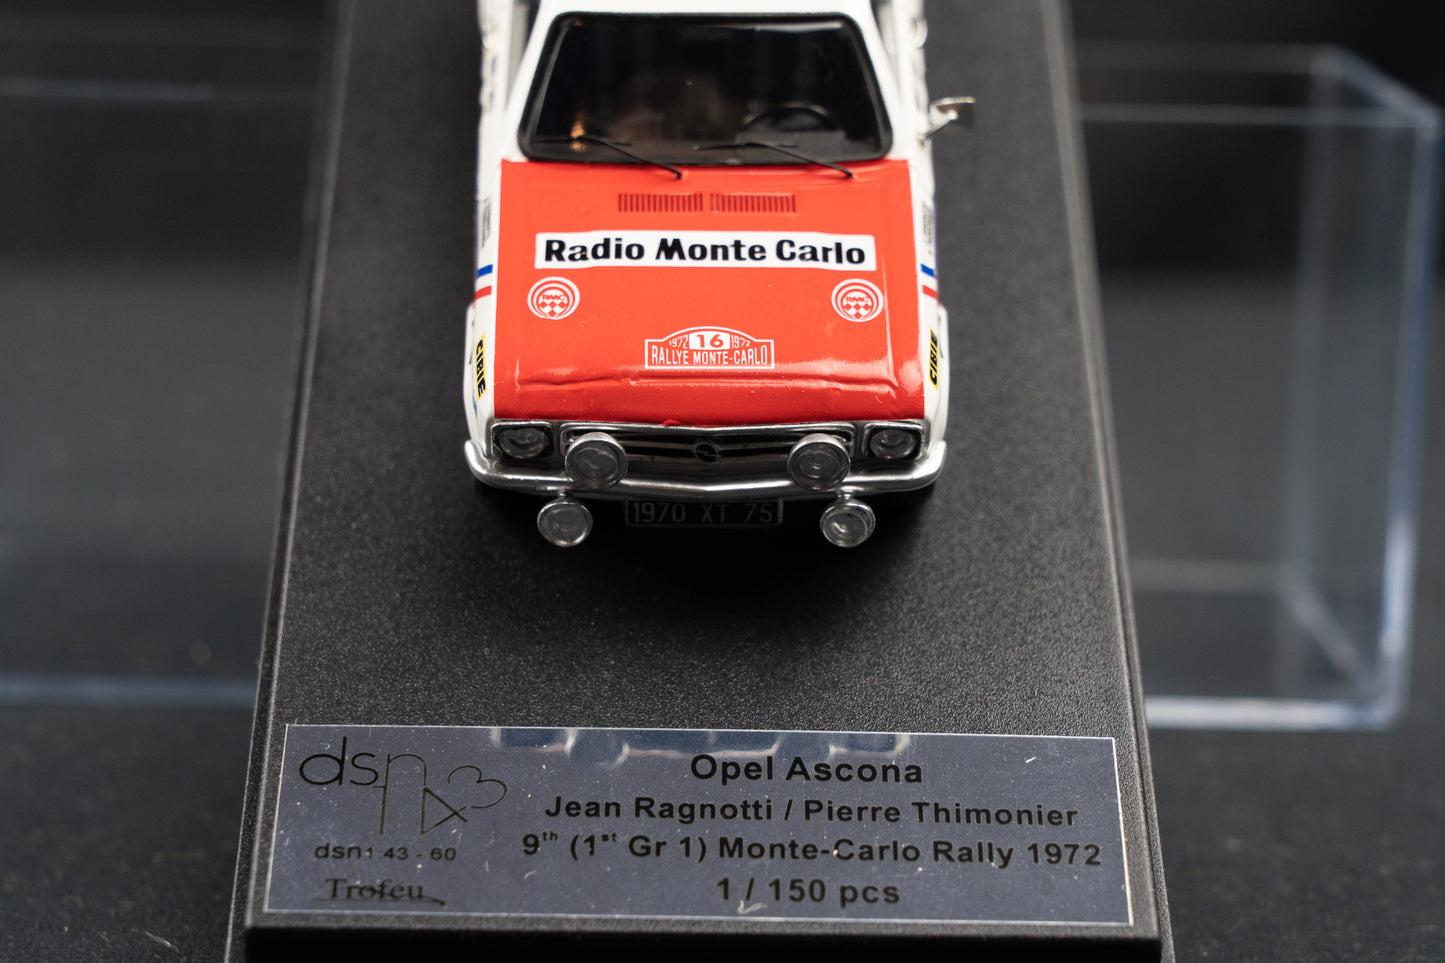 Radio Monte Carlo
1972 16 1972
RALLYE MONTE-CARLO
CIBIE
CIBIE
1970 XT 75
dsn 43
Opel Ascona
Jean Ragnotti / Pierre Thimonier
dsn1:43 - 60
9th (1st Gr 1) Monte-Carlo Rally 1972
Trofeu
1 / 150 pcs